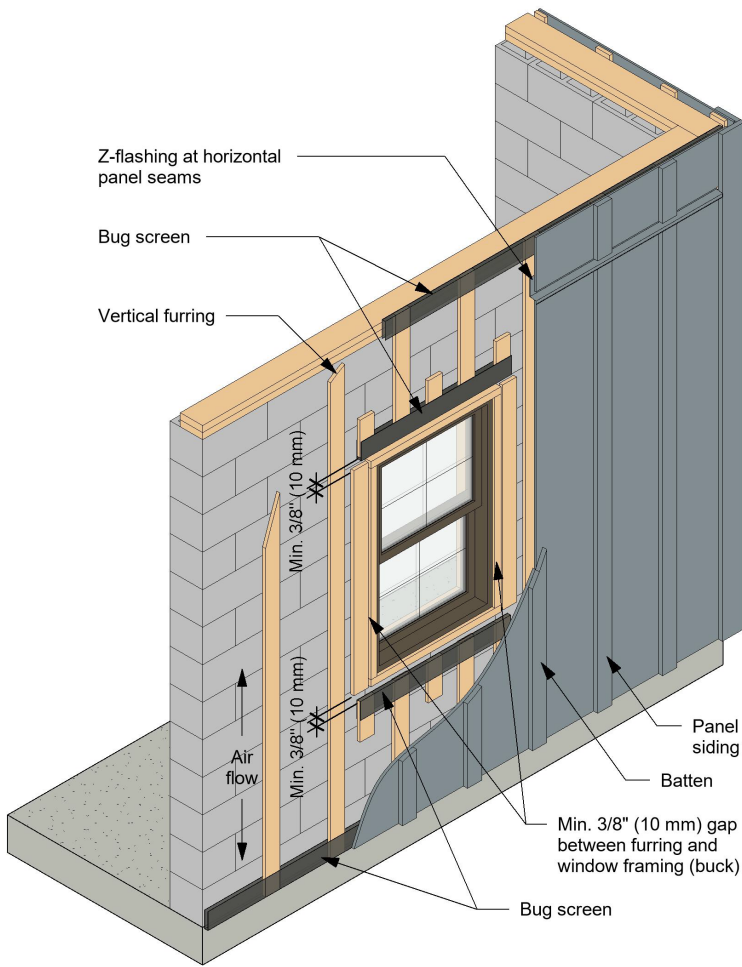 Z-flashing at horizontal
panel seams
Bug screen
Vertical furring
Min. 3/8" (10 mm)
Min. 3/8" (10 mm)
Air
flow
Panel
siding
Batten
Min. 3/8" (10 mm) gap
between furring and
window framing (buck)
Bug screen